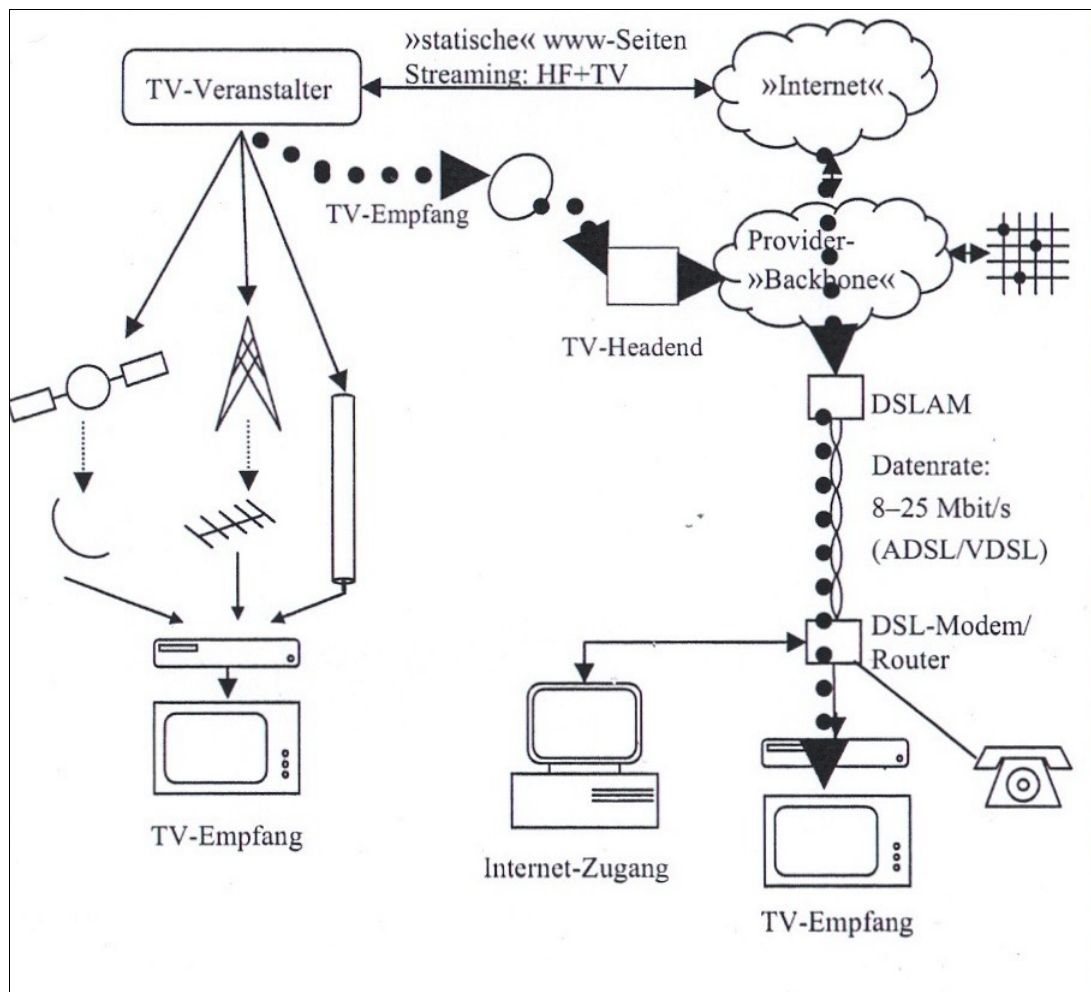 »statische« www-Seiten
Streaming: HF+TV
TV-Veranstalter
»Internet«
TV-Empfang
Provider-
»Backbone«
TV-Headend
DSLAM
Datenrate:
8–25 Mbit/s
(ADSL/VDSL)
DSL-Modem/
Router
TV-Empfang
Internet-Zugang
TV-Empfang